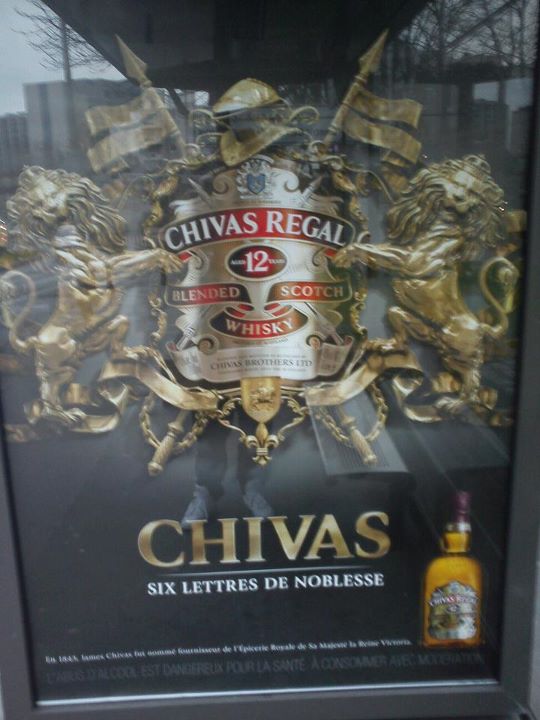 CHIVAS REGAL
AGED 12 YEARS
BLENDED SCOTCH
WHISKY
CHIVAS BROTHERS LTD
CHIVAS
SIX LETTRES DE NOBLESSE
CHIVAS REGAL
12
En 1843, James Chivas fut nommé fournisseur de l'Épicerie Royale de Sa Majesté la Reine Victoria.
L'ABUS D'ALCOOL EST DANGEREUX POUR LA SANTÉ. À CONSOMMER AVEC MODÉRATION